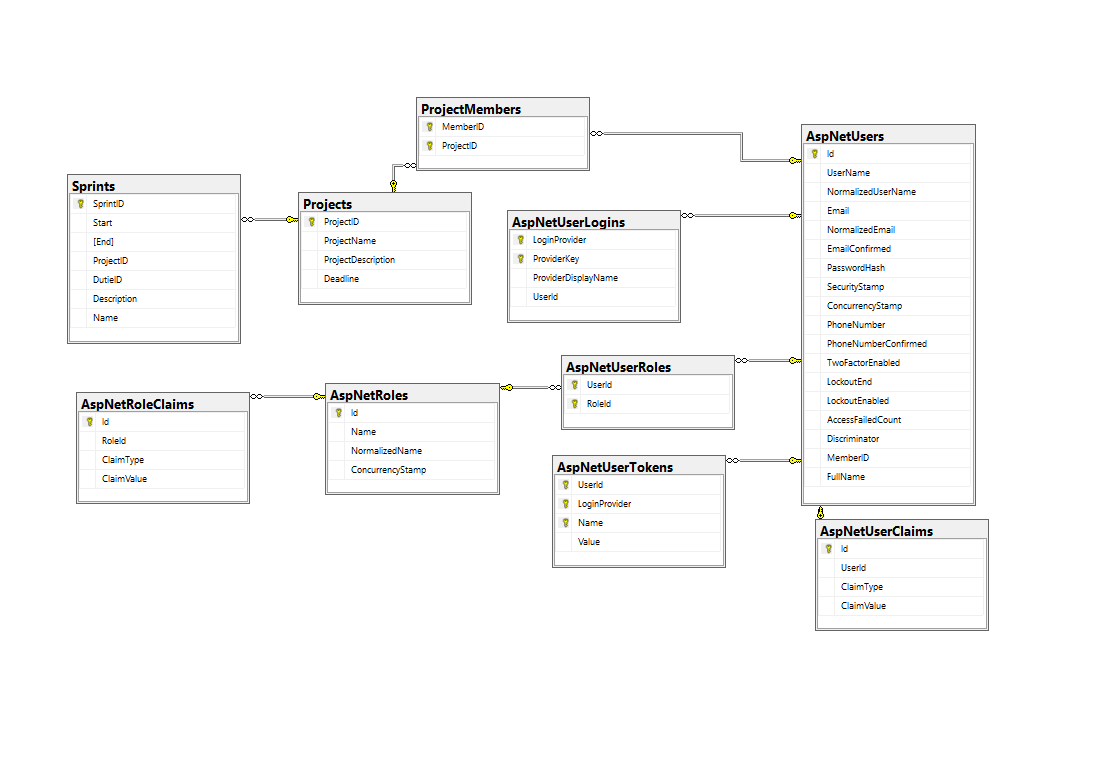 ProjectMembers
MemberID
ProjectID
AspNetUsers
Id
UserName
NormalizedUserName
Email
NormalizedEmail
EmailConfirmed
PasswordHash
SecurityStamp
ConcurrencyStamp
PhoneNumber
PhoneNumberConfirmed
TwoFactorEnabled
LockoutEnd
LockoutEnabled
AccessFailedCount
Discriminator
MemberID
FullName
Sprints
SprintID
Start
[End]
ProjectID
DutieID
Description
Name
Projects
ProjectID
ProjectName
ProjectDescription
Deadline
AspNetUserLogins
LoginProvider
ProviderKey
ProviderDisplayName
UserId
AspNetUserRoles
UserId
RoleId
AspNetRoles
Id
Name
NormalizedName
ConcurrencyStamp
AspNetRoleClaims
Id
RoleId
ClaimType
ClaimValue
AspNetUserTokens
UserId
LoginProvider
Name
Value
AspNetUserClaims
Id
UserId
ClaimType
ClaimValue